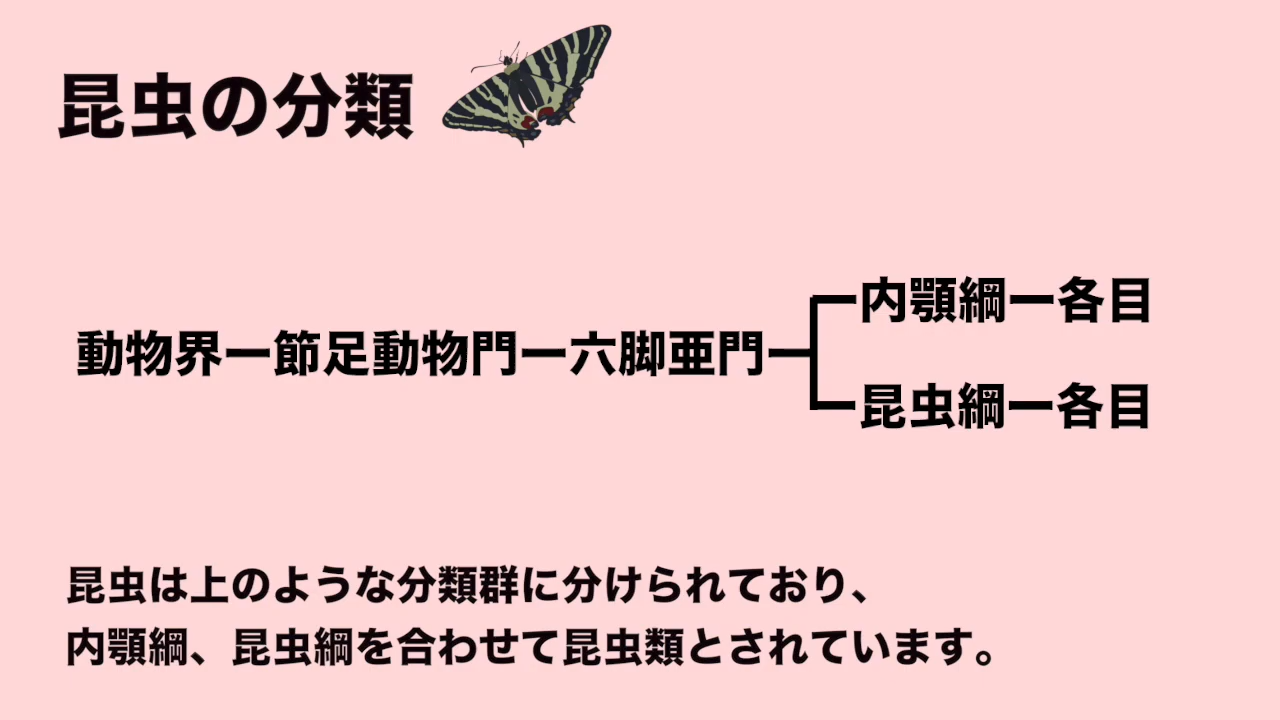 昆虫の分類
動物界ー節足動物門ー六脚亜門ー
内顎綱ー各目
昆虫綱ー各目
昆虫は上のような分類群に分けられており、
内顎綱、昆虫綱を合わせて昆虫類とされています。